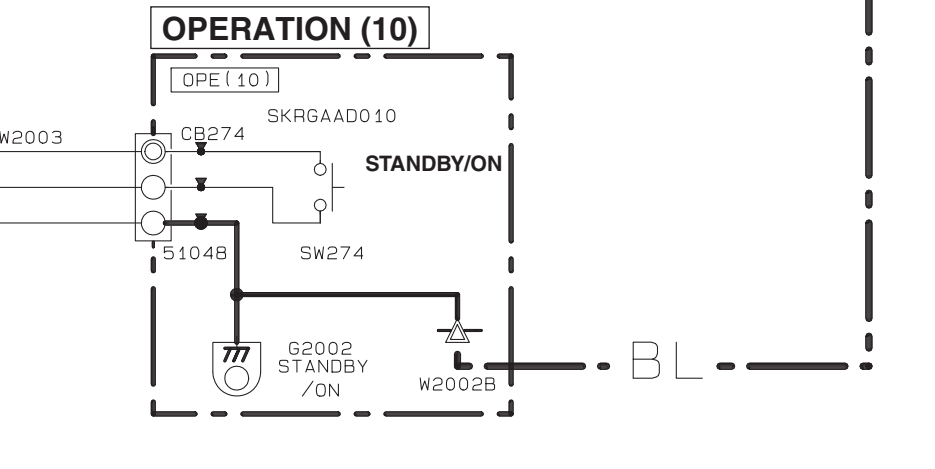 OPERATION (10)
OPE(10)
SKRGAAD010
W2003
CB274
STANDBY/ON
51048
SW274
G2002
STANDBY
/ON
BL
W2002B